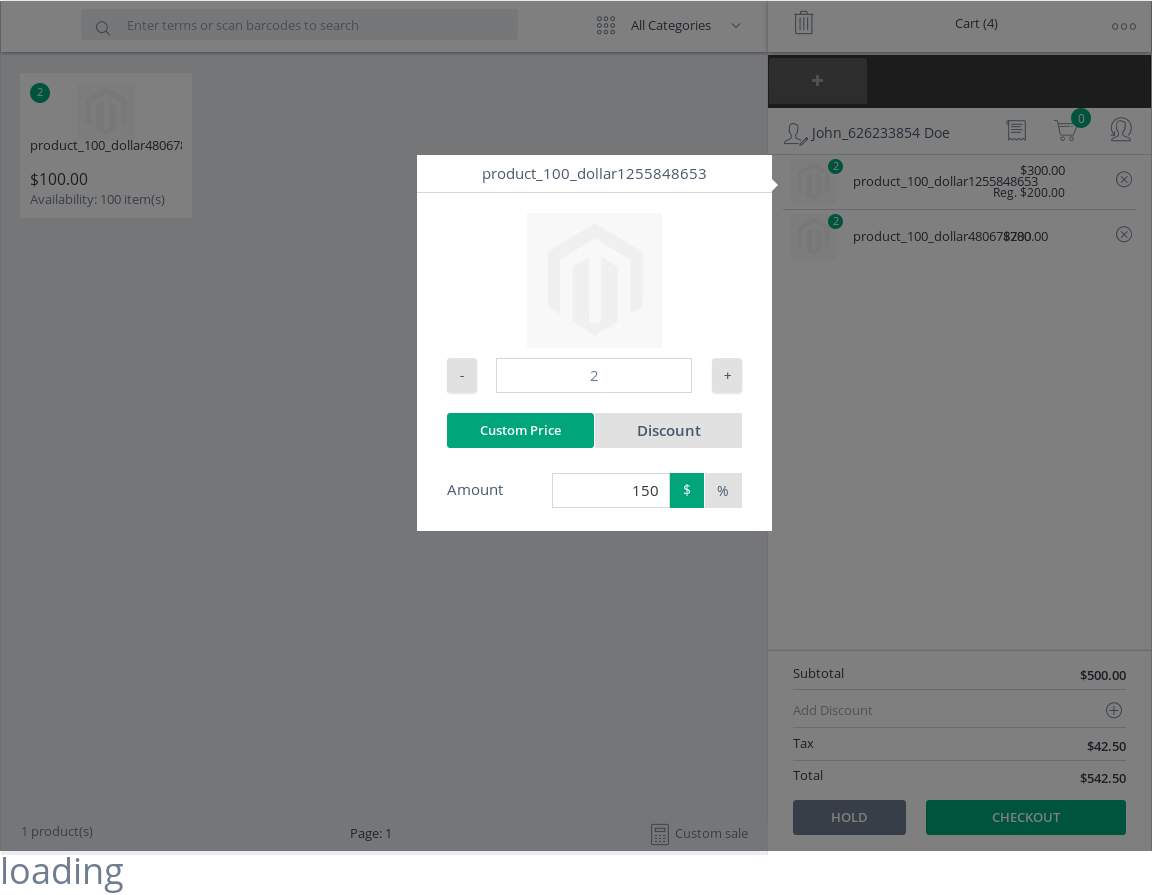 Enter terms or scan barcodes to search
All Categories
Cart (4)
2
product_100_dollar48067
$100.00
Availability: 100 item(s)
+
John_626233854 Doe
0
2
product_100_dollar1255848653
$300.00
Reg. $200.00
2
$200.00
product_100_dollar1255848653
-
2
+
Custom Price
Discount
Amount
150
$
%
Subtotal
$500.00
Add Discount
Tax
$42.50
Total
$542.50
HOLD
CHECKOUT
1 product(s)
Page: 1
Custom sale
loading